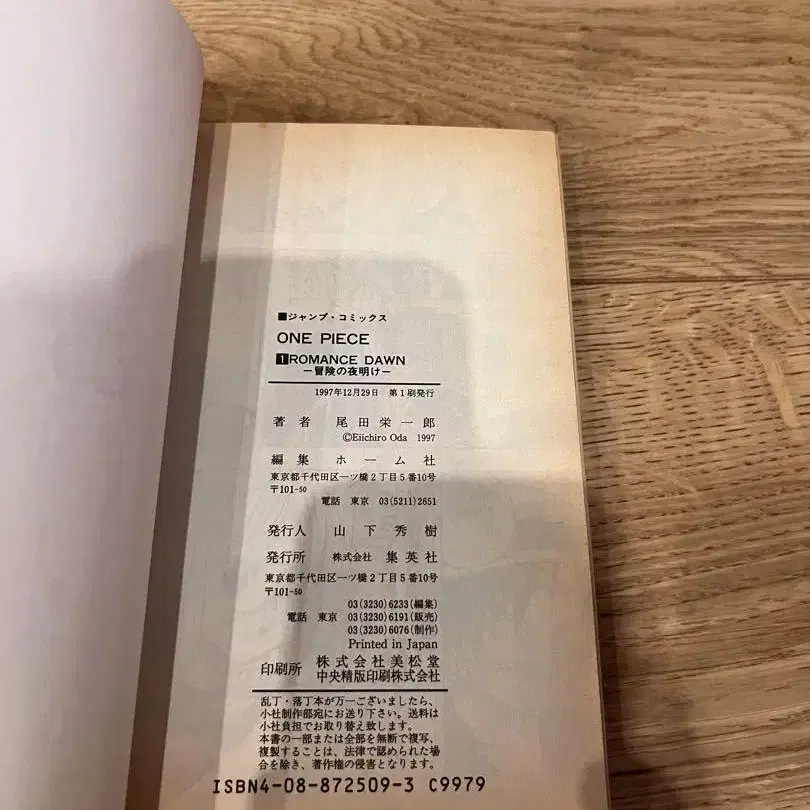 ■ジャンプ・コミックス
ONE PIECE
1 ROMANCE DAWN
―冒険の夜明け―
1997年12月29日 第1刷発行
著者 尾田栄一郎
©Eiichiro Oda 1997
編集 ホーム社
東京都千代田区一ツ橋2丁目5番10号
〒101-50
電話 東京 03(5211)2651
発行人 山下秀樹
発行所 株式会社 集英社
東京都千代田区一ツ橋2丁目5番10号
〒101-50
03(3230)6233(編集)
電話 東京 03(3230)6191(販売)
03(3230)6076(制作)
Printed in Japan
印刷所 株式会社美松堂
中央精版印刷株式会社
乱丁・落丁本が万一ございましたら、
小社制作部宛にお送り下さい。送料は
小社負担でお取り替え致します。
本書の一部または全部を無断で複写、
複製することは、法律で認められた場
合を除き、著作権の侵害となります。
ISBN4-08-872509-3 C9979